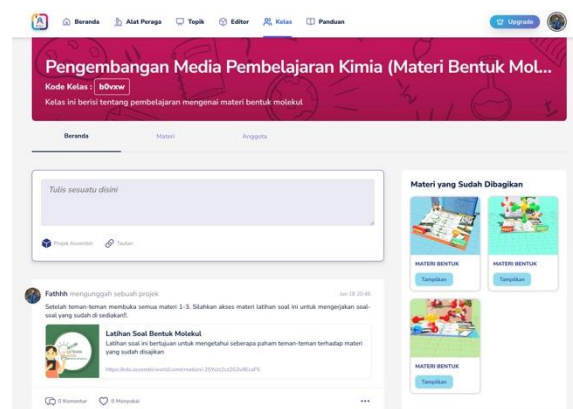 Beranda Alat Peraga Topik Editor Kelas Panduan Upgrade
Pengembangan Media Pembelajaran Kimia (Materi Bentuk Mol...
Kode Kelas : b0vxw
Kelas ini berisi tentang pembelajaran mengenai materi bentuk molekul
Beranda Materi Anggota
Tulis sesuatu disini
Projek Assemblr Tautan
Materi yang Sudah Dibagikan
MATERI BENTUK
Tampilkan
MATERI BENTUK
Tampilkan
MATERI BENTUK
Tampilkan
Fathhh mengunggah sebuah projek
Jun 18 20:46
Setelah teman-teman membuka semua materi 1-3. Silahkan akses materi latihan soal ini untuk mengerjakan soal-
soal yang sudah di sediakan!!.
Latihan Soal Bentuk Molekul
Latihan soal ini bertujuan untuk mengetahui seberapa paham teman-teman terhadap materi
yang sudah disajikan
0 Komentar 0 Menyukai